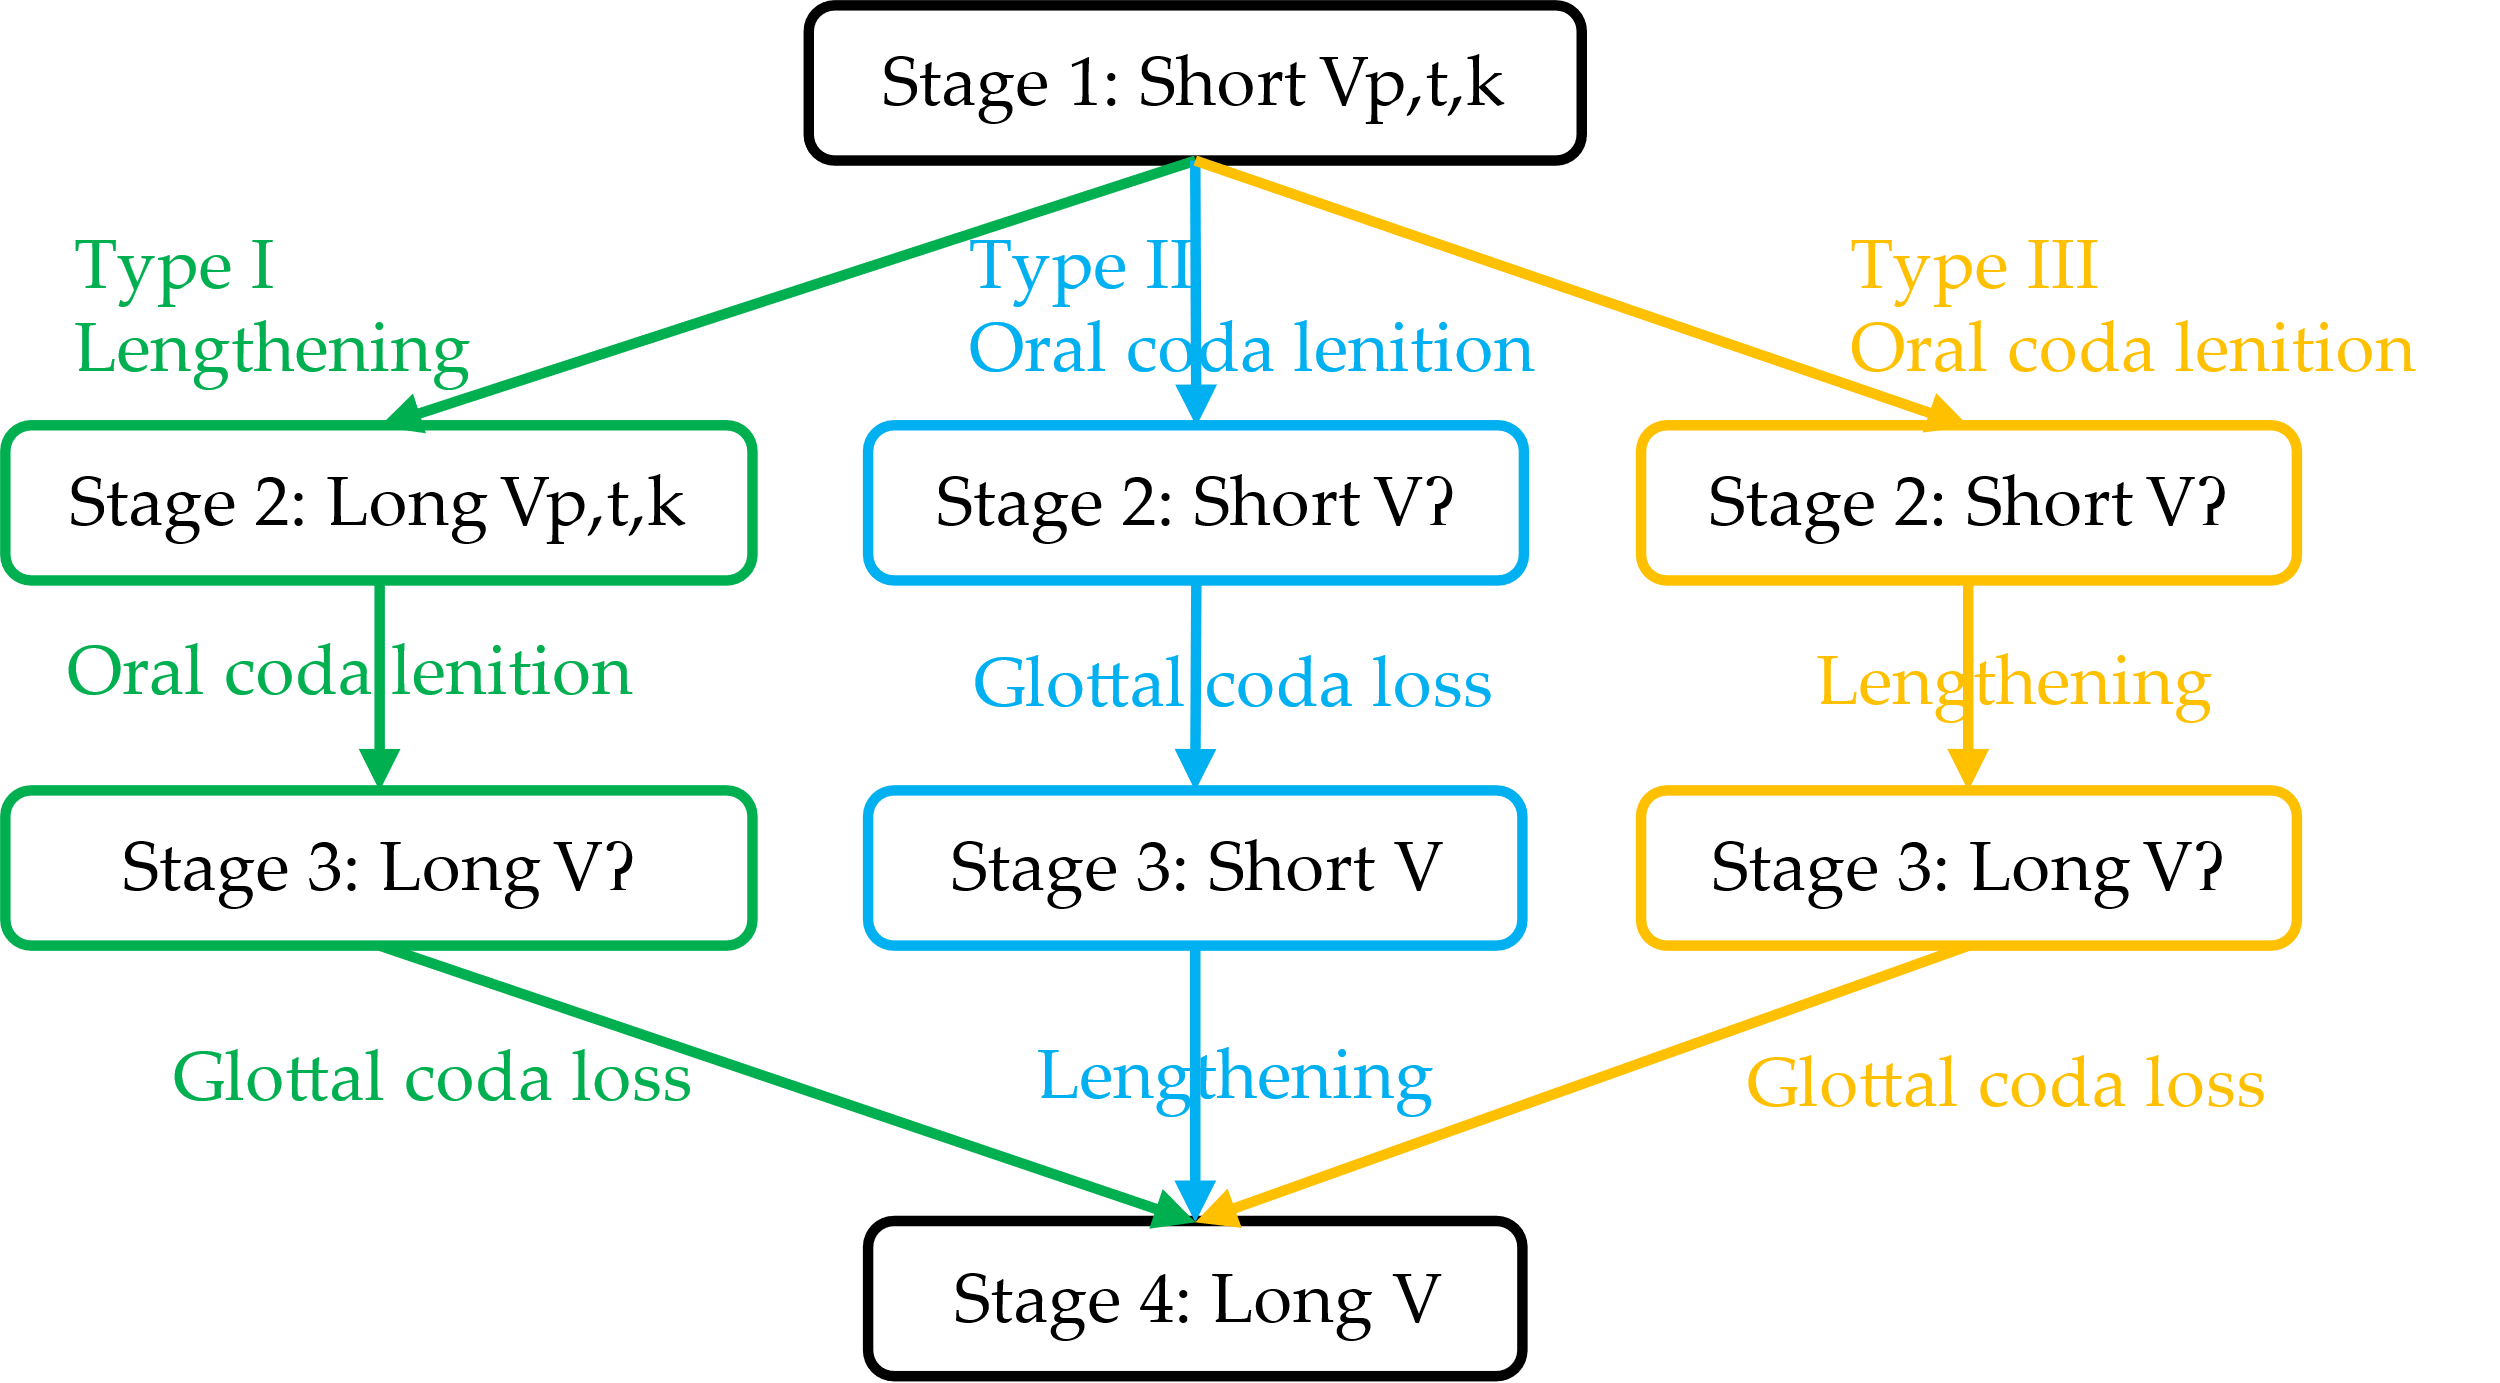 Stage 1: Short Vp,t,k
Type I
Lengthening
Type II
Oral coda lenition
Type III
Oral coda lenition
Stage 2: Long Vp,t,k
Stage 2: Short Vʔ
Stage 2: Short Vʔ
Oral coda lenition
Glottal coda loss
Lengthening
Stage 3: Long Vʔ
Stage 3: Short V
Stage 3: Long Vʔ
Glottal coda loss
Lengthening
Glottal coda loss
Stage 4: Long V